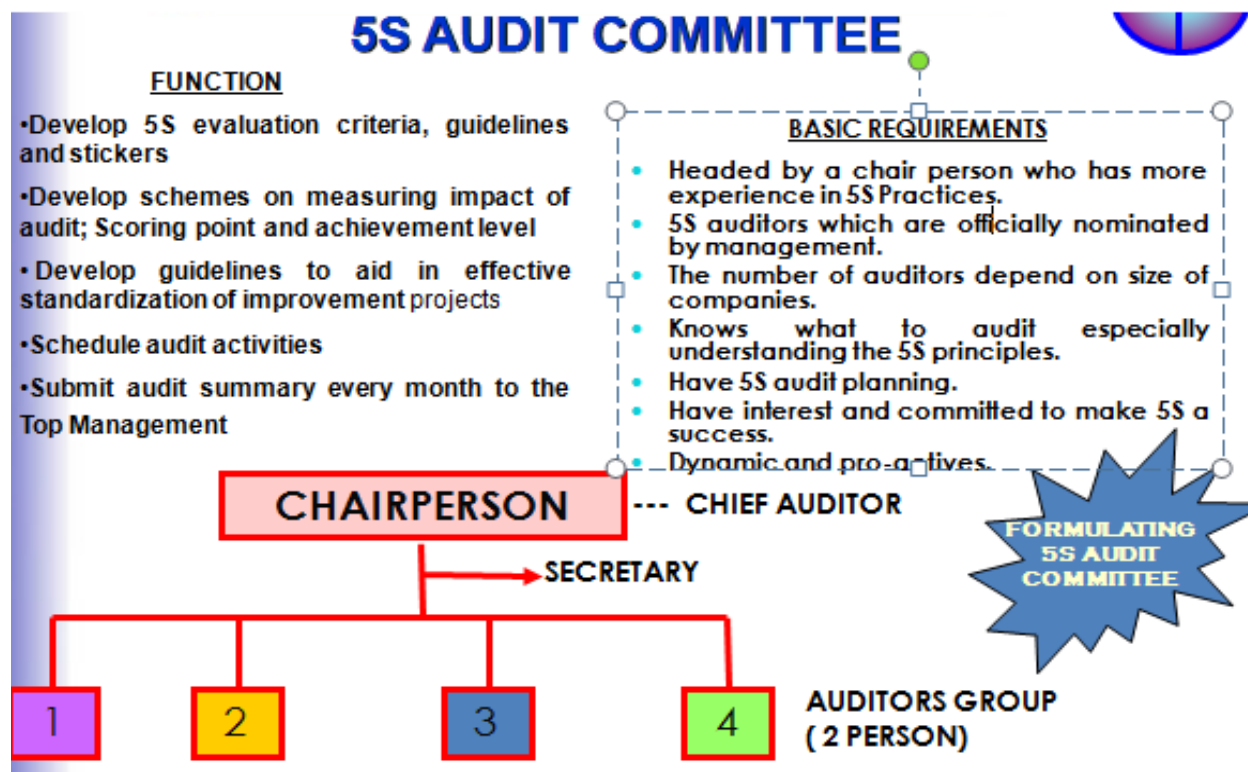 5S AUDIT COMMITTEE
FUNCTION
•Develop 5S evaluation criteria, guidelines
and stickers
•Develop schemes on measuring impact of
audit; Scoring point and achievement level
• Develop guidelines to aid in effective
standardization of improvement projects
•Schedule audit activities
•Submit audit summary every month to the
Top Management
BASIC REQUIREMENTS
• Headed by a chair person who has more
experience in 5S Practices.
• 5S auditors which are officially nominated
by management.
• The number of auditors depend on size of
companies.
• Knows what to audit especially
understanding the 5S principles.
• Have 5S audit planning.
• Have interest and committed to make 5S a
success.
• Dynamic and pro-actives.
CHAIRPERSON
--- CHIEF AUDITOR
SECRETARY
FORMULATING
5S AUDIT
COMMITTEE
1
2
3
4
AUDITORS GROUP
( 2 PERSON)